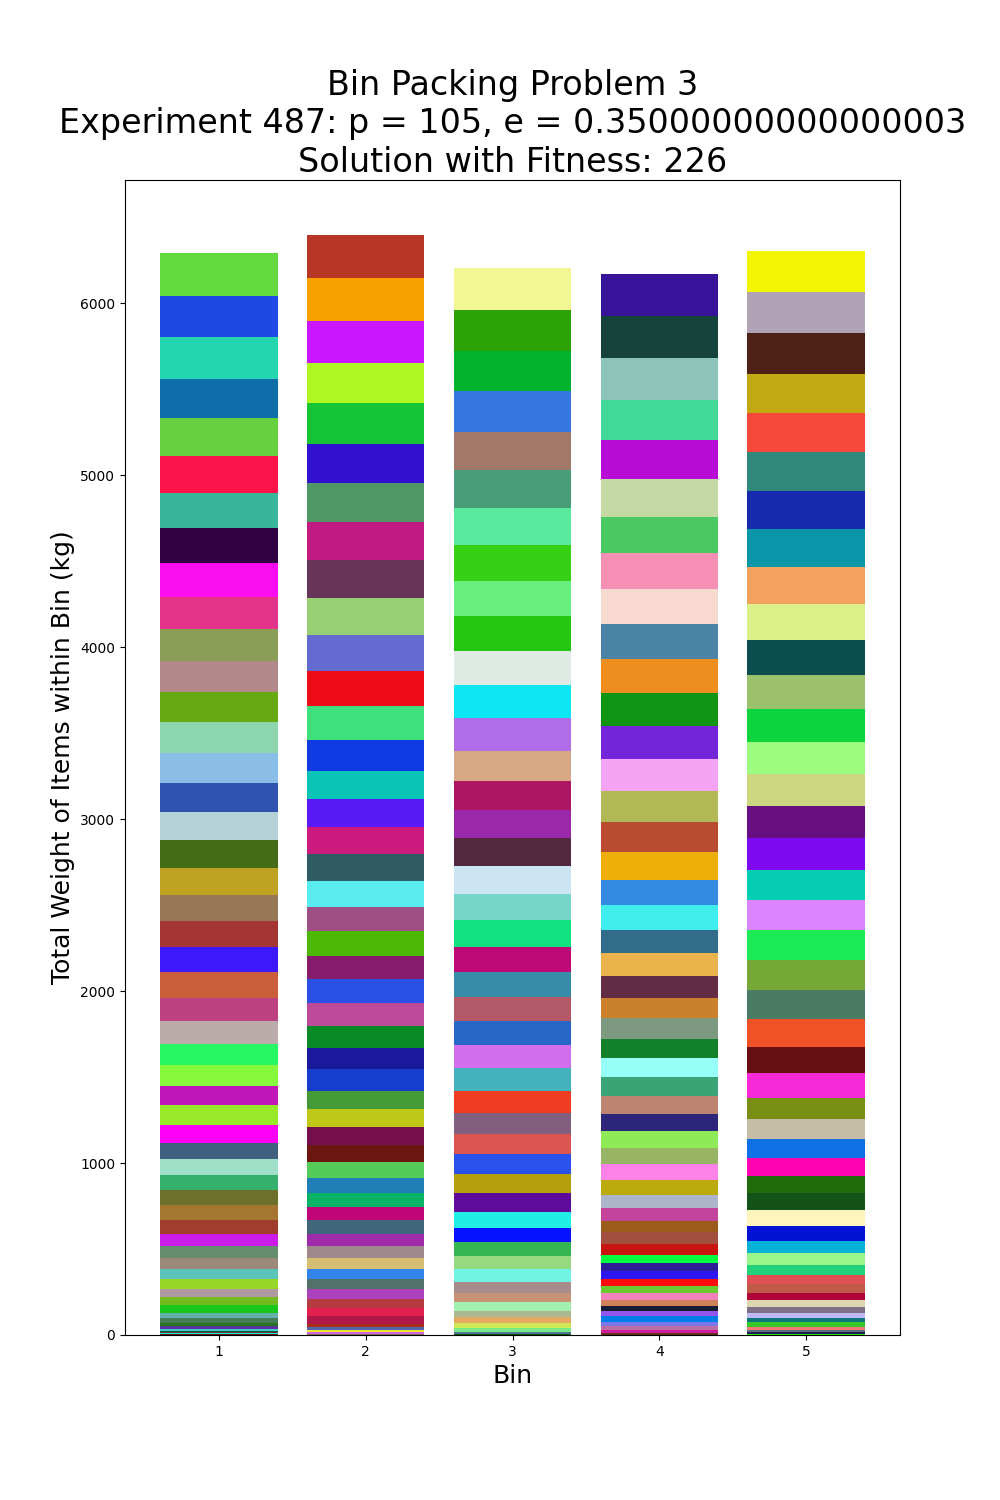 Bin Packing Problem 3
Experiment 487: p = 105, e = 0.35000000000000003
Solution with Fitness: 226
Total Weight of Items within Bin (kg)
6000
5000
4000
3000
2000
1000
0
1 2 3 4 5
Bin